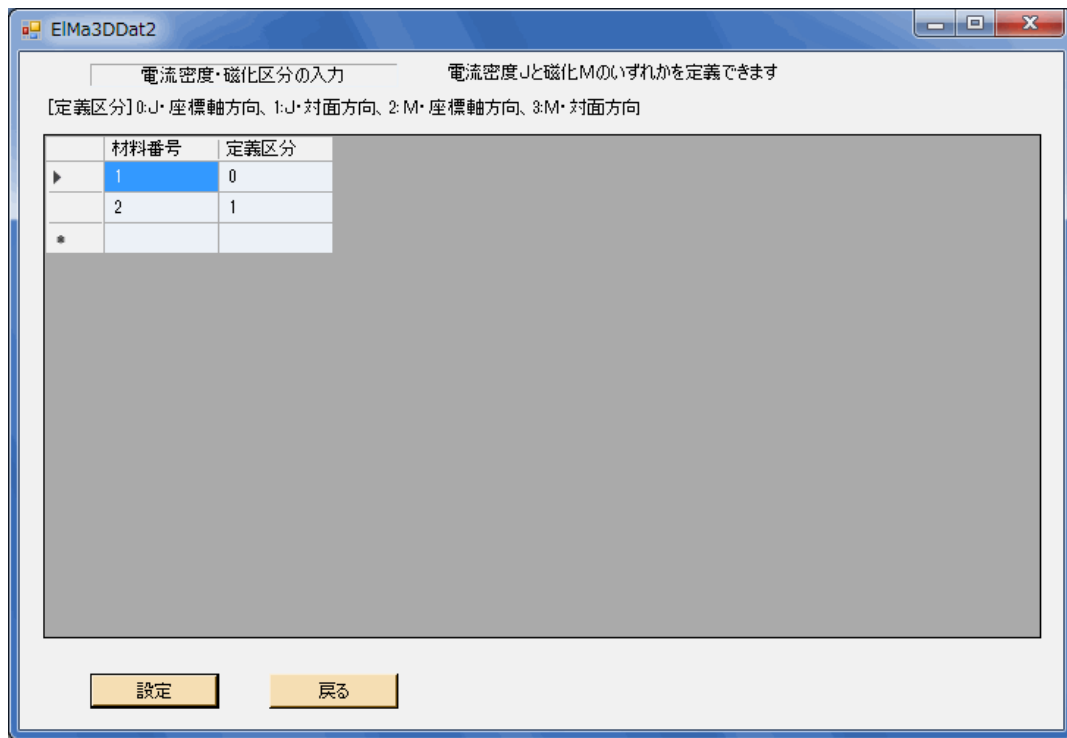 ElMa3DDat2
電流密度・磁化区分の入力 電流密度Jと磁化Mのいずれかを定義できます
[定義区分] 0:J・座標軸方向、1:J・対面方向、2:M・座標軸方向、3:M・対面方向
材料番号 定義区分
1 0
2 1
設定 戻る